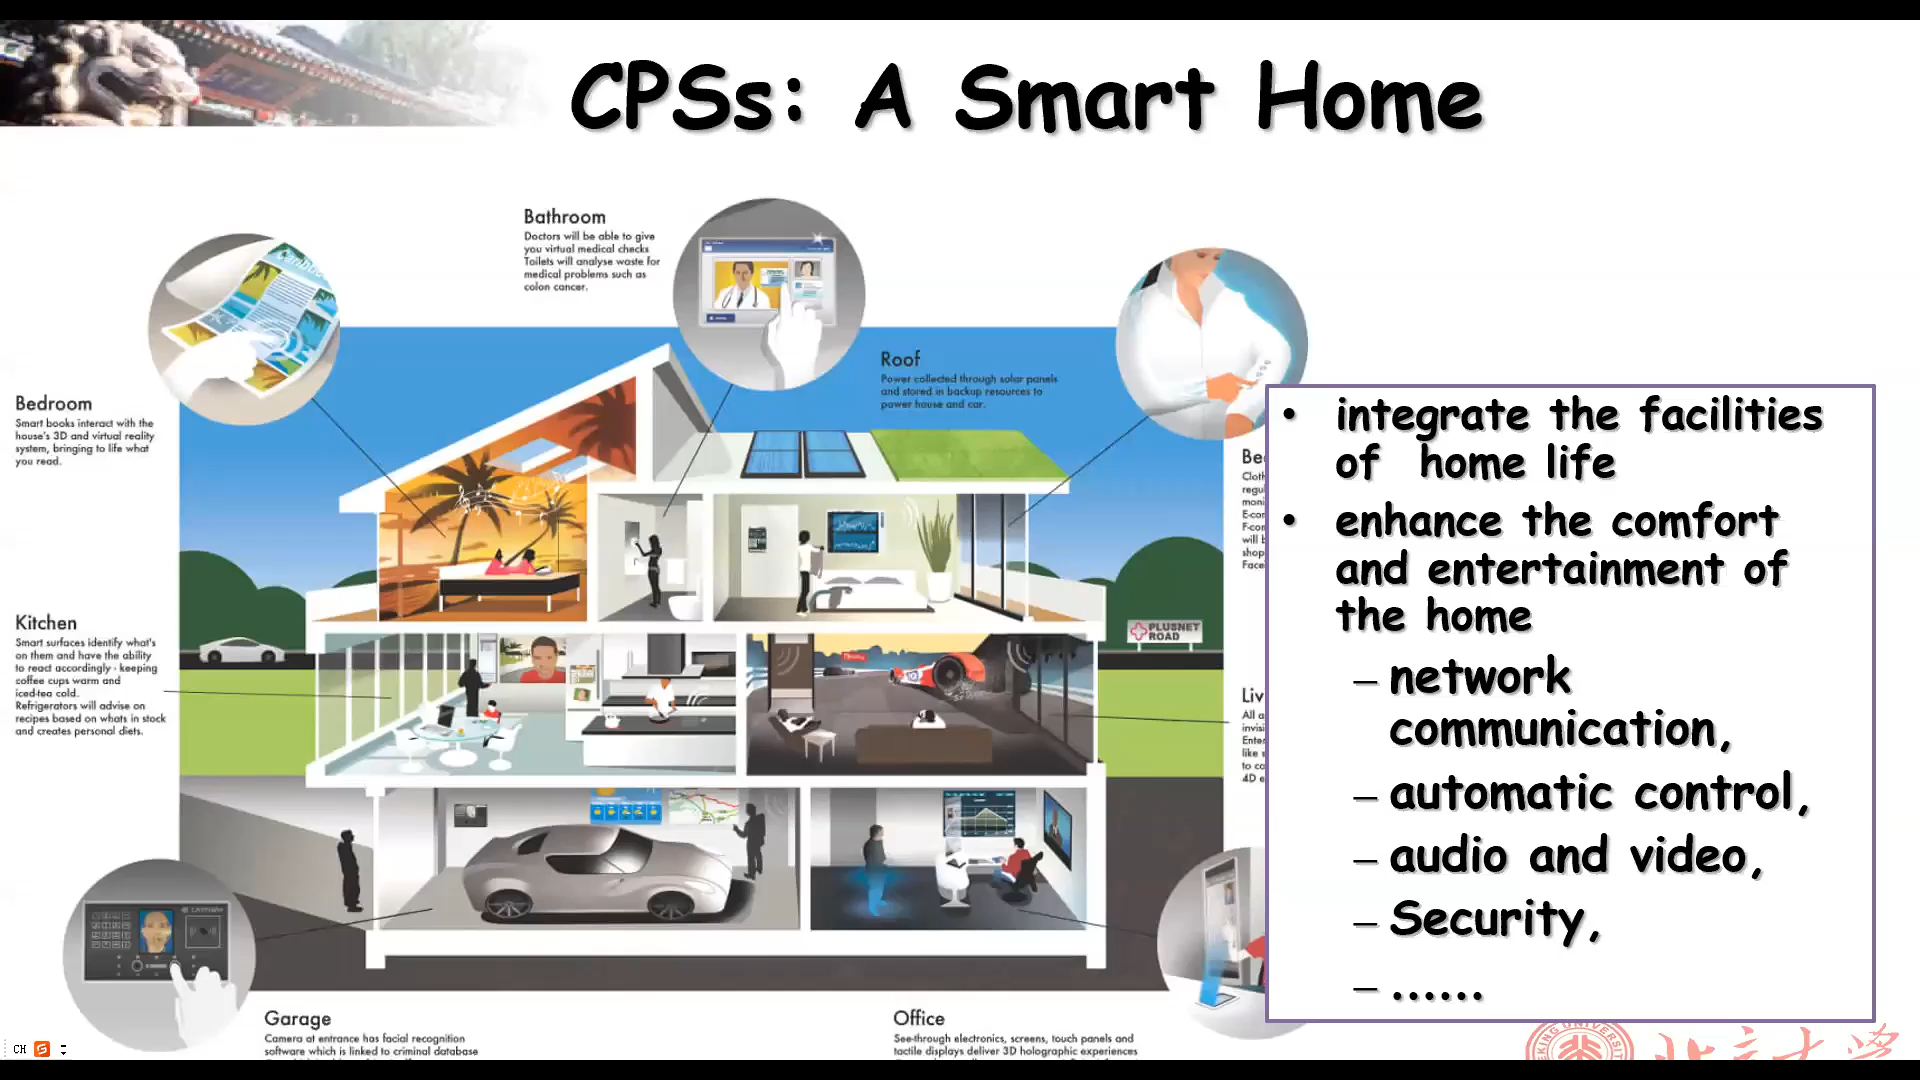 CPSs: A Smart Home
Bathroom
Doctors will be able to give
you virtual medical checks
Toilets will analyse waste for
medical problems such as
colon cancer.
Roof
Power collected through solar panels
and stored in backup resources to
power house and car.
Bedroom
Smart books interact with the
house's 3D and virtual reality
system, bringing to life what
you read.
Kitchen
Smart surfaces identify what's
on them and have the ability
to react accordingly - keeping
coffee cups warm and
iced-tea cold.
Refrigerators will advise on
recipes based on whats in stock
and creates personal diets.
PLUSNET
ROAD
• integrate the facilities
of home life
• enhance the comfort
and entertainment of
the home
– network
communication,
– automatic control,
– audio and video,
– Security,
– ......
Garage
Camera at entrance has facial recognition
software which is linked to criminal database
Office
See-through electronics, screens, touch panels and
tactile displays deliver 3D holographic experiences
CH